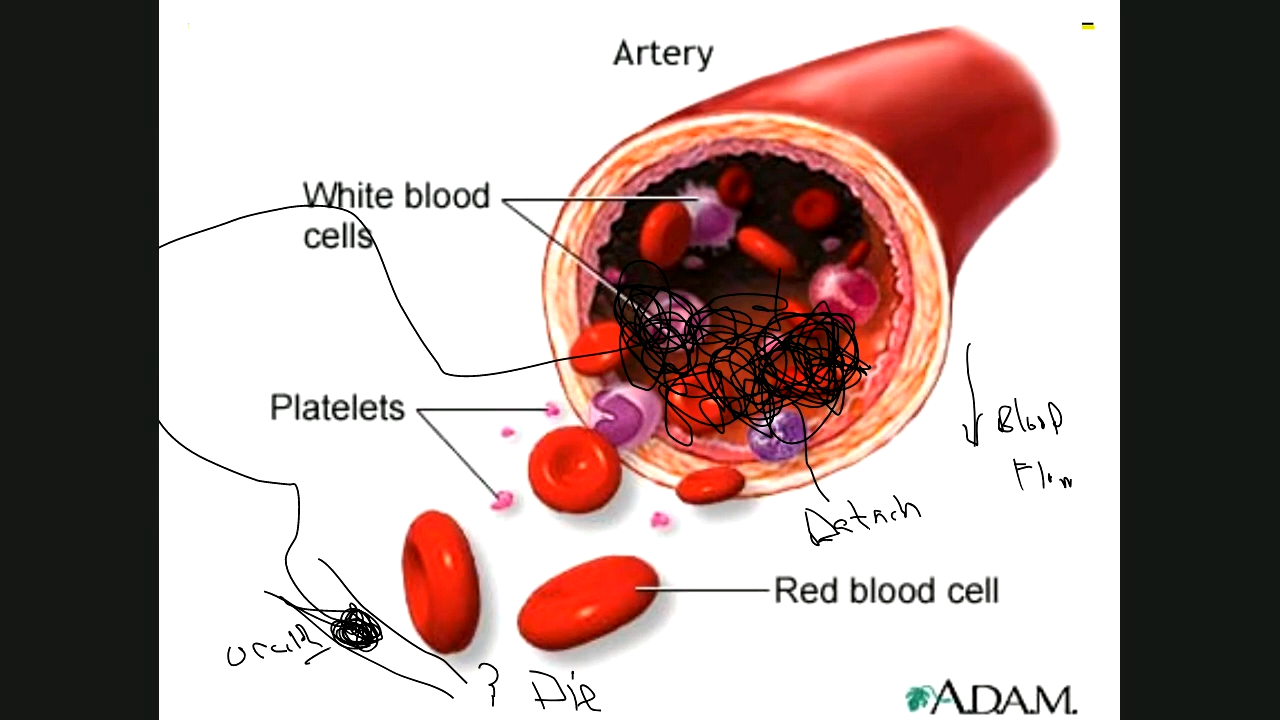 Artery
White blood
cells
Platelets
Blood
Flow
Detach
Red blood cell
? Die
A.D.A.M.